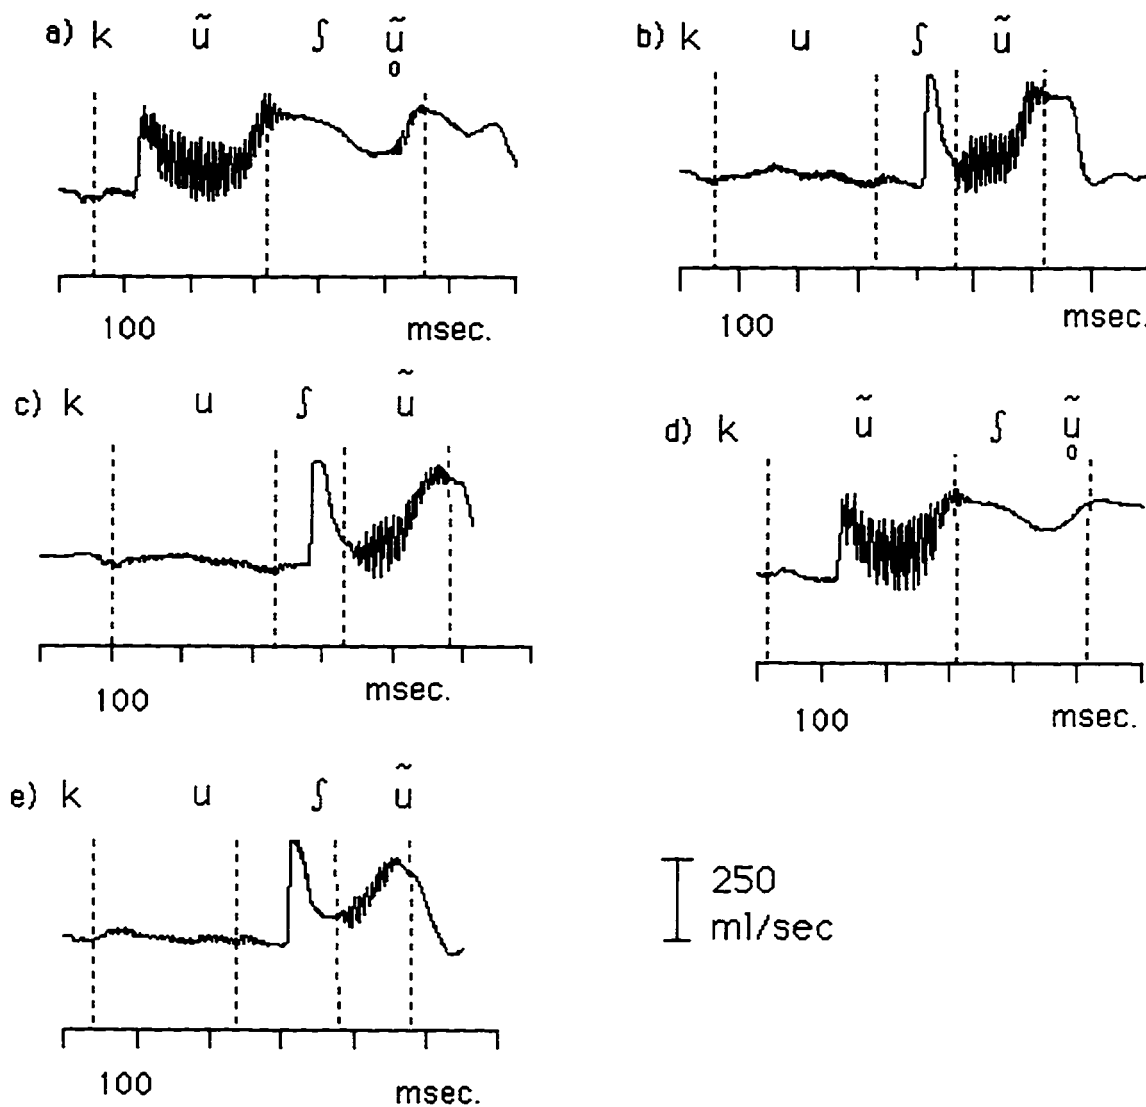 a) k ũ ʃ ũ̥
b) k u ʃ ũ
100 msec.
100 msec.
c) k u ʃ ũ
d) k ũ ʃ ũ̥
100 msec.
100 msec.
e) k u ʃ ũ
250
ml/sec
100 msec.